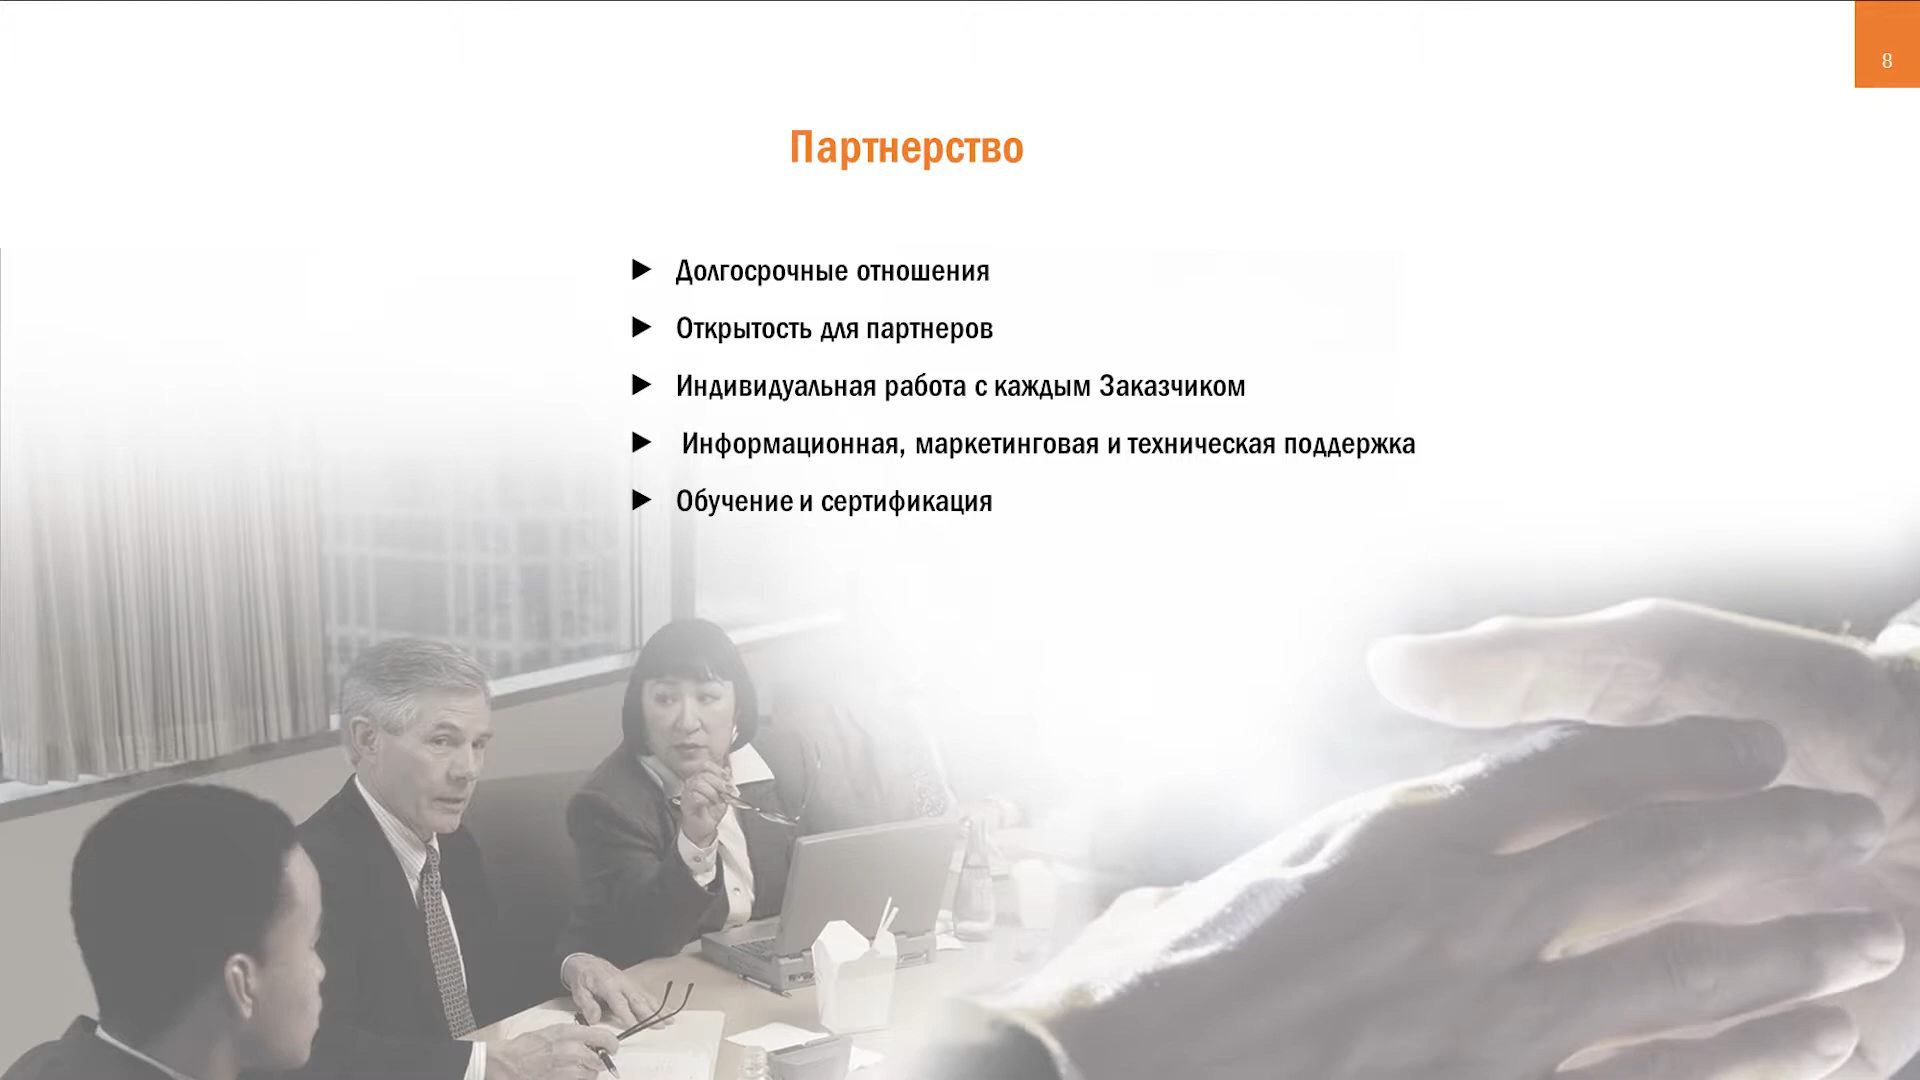 8
Партнерство
Долгосрочные отношения
Открытость для партнеров
Индивидуальная работа с каждым Заказчиком
Информационная, маркетинговая и техническая поддержка
Обучение и сертификация